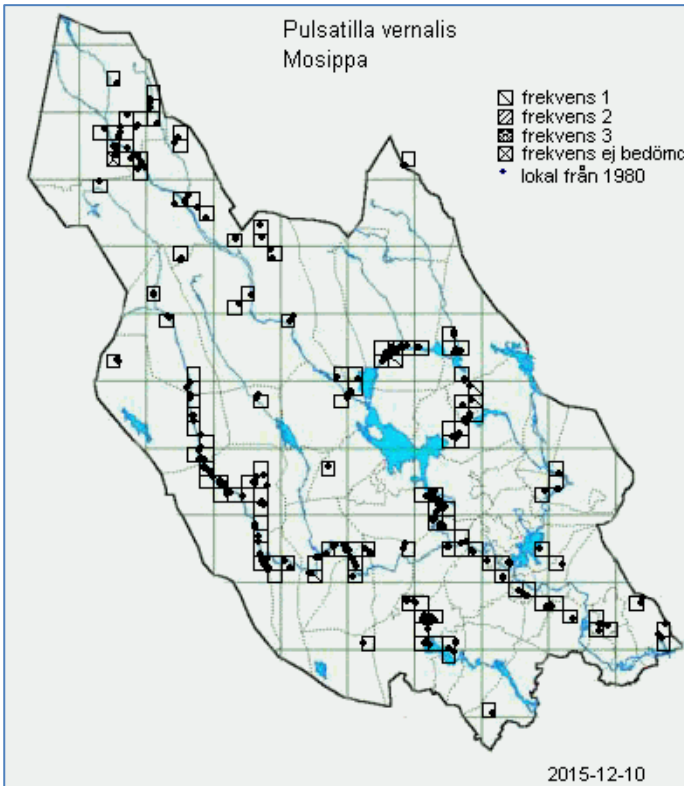 Pulsatilla vernalis
Mosippa
frekvens 1
frekvens 2
frekvens 3
frekvens ej bedömd
lokal från 1980
2015-12-10